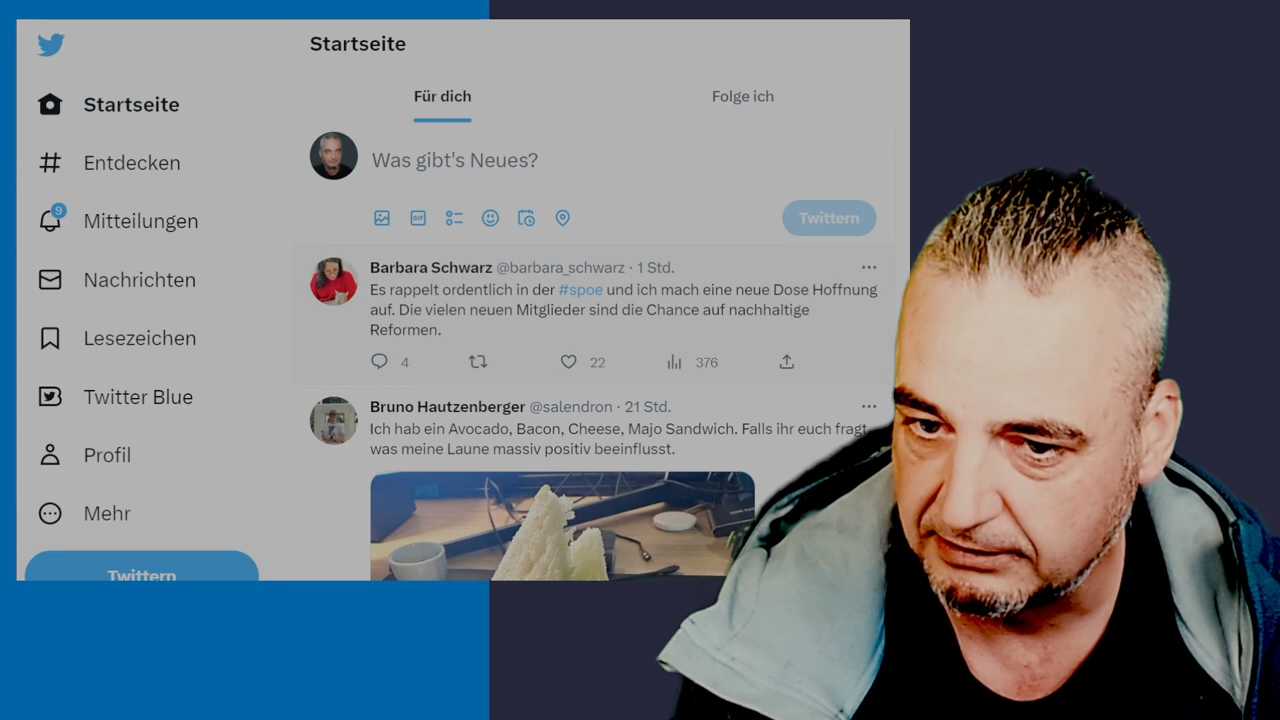 Startseite
Für dich
Folge ich
Startseite
Entdecken
9
Mitteilungen
Nachrichten
Lesezeichen
Twitter Blue
Profil
Mehr
Twittern
Was gibt's Neues?
GIF
Twittern
Barbara Schwarz @barbara_schwarz · 1 Std.
Es rappelt ordentlich in der #spoe und ich mach eine neue Dose Hoffnung
auf. Die vielen neuen Mitglieder sind die Chance auf nachhaltige
Reformen.
4
22
376
Bruno Hautzenberger @salendron · 21 Std.
Ich hab ein Avocado, Bacon, Cheese, Majo Sandwich. Falls ihr euch fragt,
was meine Laune massiv positiv beeinflusst.